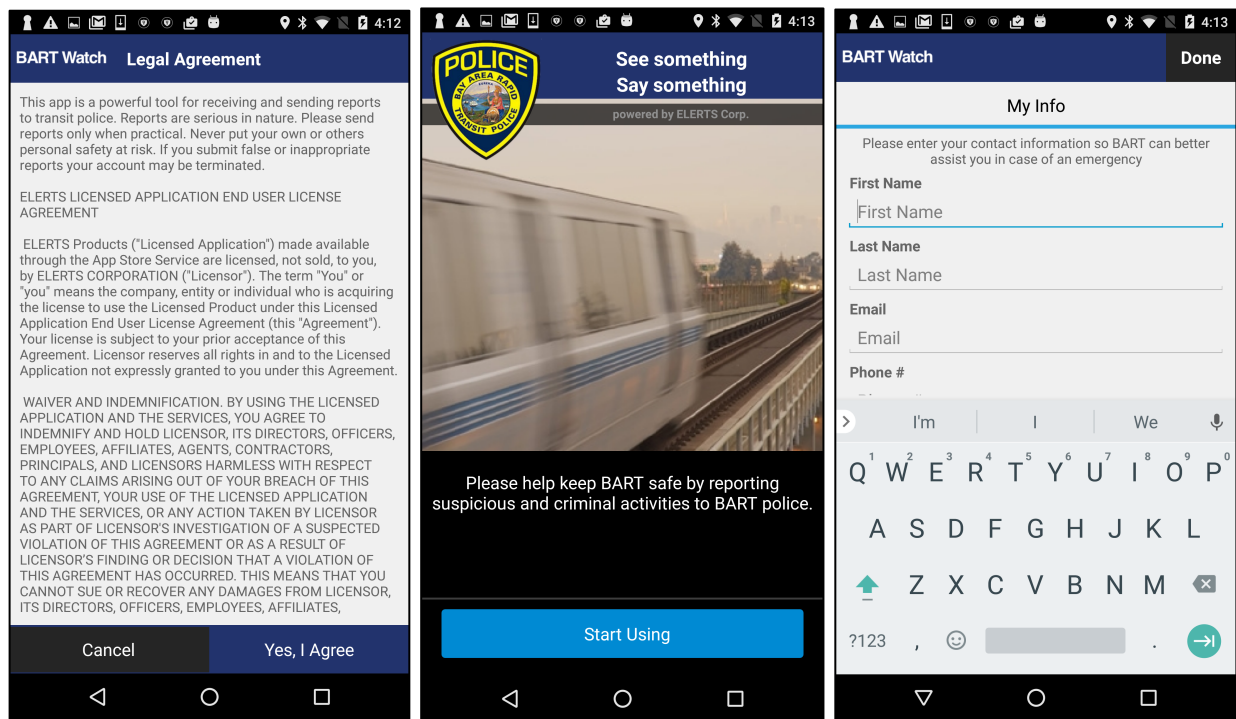 4:12
BART Watch Legal Agreement
This app is a powerful tool for receiving and sending reports
to transit police. Reports are serious in nature. Please send
reports only when practical. Never put your own or others
personal safety at risk. If you submit false or inappropriate
reports your account may be terminated.
ELERTS LICENSED APPLICATION END USER LICENSE
AGREEMENT
ELERTS Products ("Licensed Application") made available
through the App Store Service are licensed, not sold, to you,
by ELERTS CORPORATION ("Licensor"). The term "You" or
"you" means the company, entity or individual who is acquiring
the license to use the Licensed Product under this Licensed
Application End User License Agreement (this "Agreement").
Your license is subject to your prior acceptance of this
Agreement. Licensor reserves all rights in and to the Licensed
Application not expressly granted to you under this Agreement.
WAIVER AND INDEMNIFICATION. BY USING THE LICENSED
APPLICATION AND THE SERVICES, YOU AGREE TO
INDEMNIFY AND HOLD LICENSOR, ITS DIRECTORS, OFFICERS,
EMPLOYEES, AFFILIATES, AGENTS, CONTRACTORS,
PRINCIPALS, AND LICENSORS HARMLESS WITH RESPECT
TO ANY CLAIMS ARISING OUT OF YOUR BREACH OF THIS
AGREEMENT, YOUR USE OF THE LICENSED APPLICATION
AND THE SERVICES, OR ANY ACTION TAKEN BY LICENSOR
AS PART OF LICENSOR'S INVESTIGATION OF A SUSPECTED
VIOLATION OF THIS AGREEMENT OR AS A RESULT OF
LICENSOR'S FINDING OR DECISION THAT A VIOLATION OF
THIS AGREEMENT HAS OCCURRED. THIS MEANS THAT YOU
CANNOT SUE OR RECOVER ANY DAMAGES FROM LICENSOR,
ITS DIRECTORS, OFFICERS, EMPLOYEES, AFFILIATES,
Cancel Yes, I Agree
4:13
POLICE
BAY AREA RAPID
TRANSIT POLICE
See something
Say something
powered by ELERTS Corp.
Please help keep BART safe by reporting
suspicious and criminal activities to BART police.
Start Using
4:13
BART Watch Done
My Info
Please enter your contact information so BART can better
assist you in case of an emergency
First Name
First Name
Last Name
Last Name
Email
Email
Phone #
I'm I We
Q1 W2 E3 R4 T5 Y6 U7 I8 O9 P0
A S D F G H J K L
Z X C V B N M
?123 , .